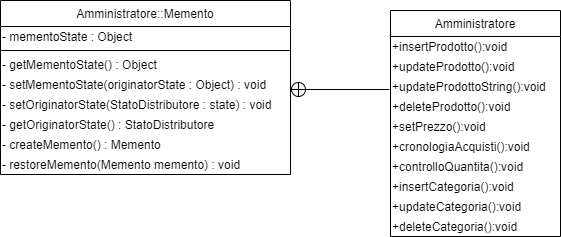 Amministratore::Memento
- mementoState : Object
- getMementoState() : Object
- setMementoState(originatorState : Object) : void
- setOriginatorState(StatoDistributore : state) : void
- getOriginatorState() : StatoDistributore
- createMemento() : Memento
- restoreMemento(Memento memento) : void
Amministratore
+insertProdotto():void
+updateProdotto():void
+updateProdottoString():void
+deleteProdotto():void
+setPrezzo():void
+cronologiaAcquisti():void
+controlloQuantita():void
+insertCategoria():void
+updateCategoria():void
+deleteCategoria():void